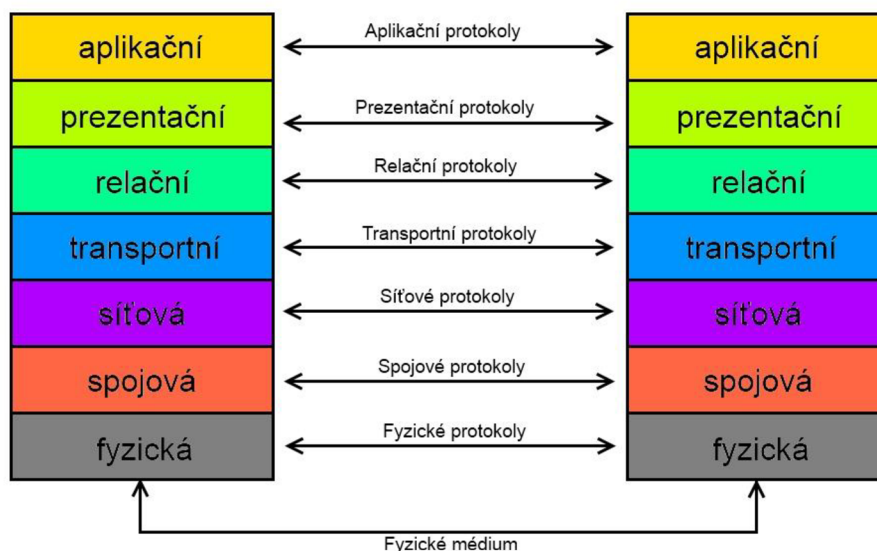 aplikační
Aplikační protokoly
aplikační
prezentační
Prezentační protokoly
prezentační
relační
Relační protokoly
relační
transportní
Transportní protokoly
transportní
síťová
Síťové protokoly
síťová
spojová
Spojové protokoly
spojová
fyzická
Fyzické protokoly
fyzická
Fyzické médium